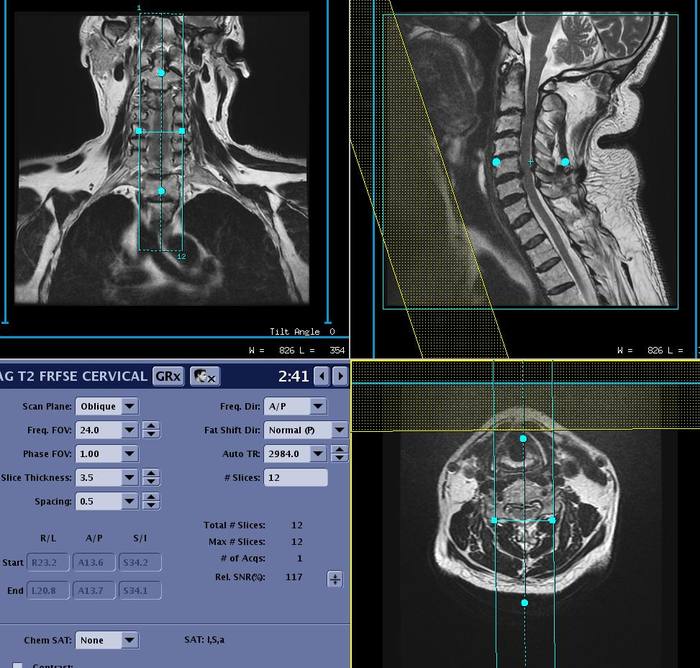 1
12
Tilt Angle 0
W = 826 L = 354
W = 826 L =
AG T2 FRFSE CERVICAL GRx 2:41
Scan Plane: Oblique Freq. Dir: A/P
Freq. FOV: 24.0 Fat Shift Dir: Normal (P)
Phase FOV: 1.00 Auto TR: 2984.0
Slice Thickness: 3.5 # Slices: 12
Spacing: 0.5
Total # Slices: 12
R/L A/P S/I Max # Slices: 12
# of Acqs: 1
Start R23.2 A13.6 S34.2
Rel. SNR(%): 117
End L20.8 A13.7 S34.1
Chem SAT: None SAT: I,S,a
Contrast: